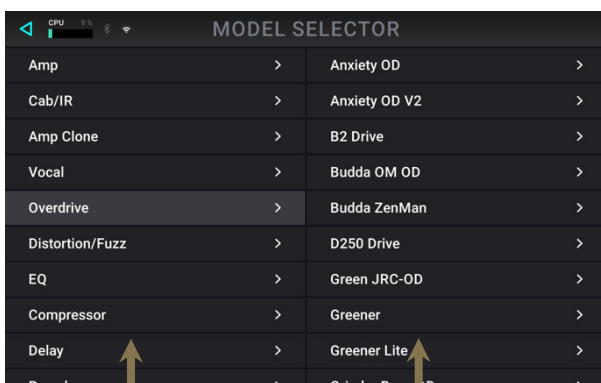 CPU 9%
MODEL SELECTOR
Amp
Cab/IR
Amp Clone
Vocal
Overdrive
Distortion/Fuzz
EQ
Compressor
Delay
Anxiety OD
Anxiety OD V2
B2 Drive
Budda OM OD
Budda ZenMan
D250 Drive
Green JRC-OD
Greener
Greener Lite